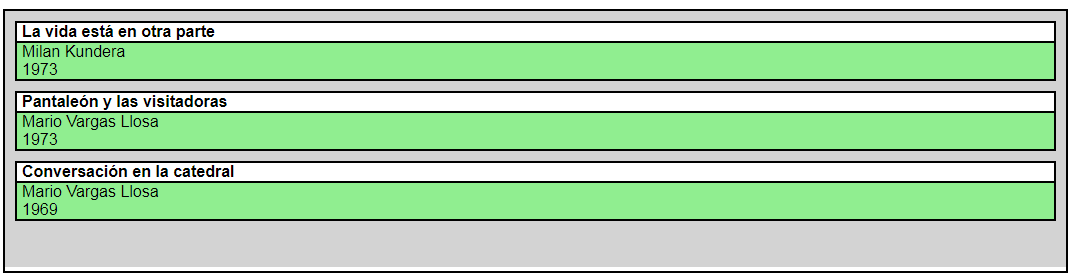 La vida está en otra parte
Milan Kundera
1973
Pantaleón y las visitadoras
Mario Vargas Llosa
1973
Conversación en la catedral
Mario Vargas Llosa
1969